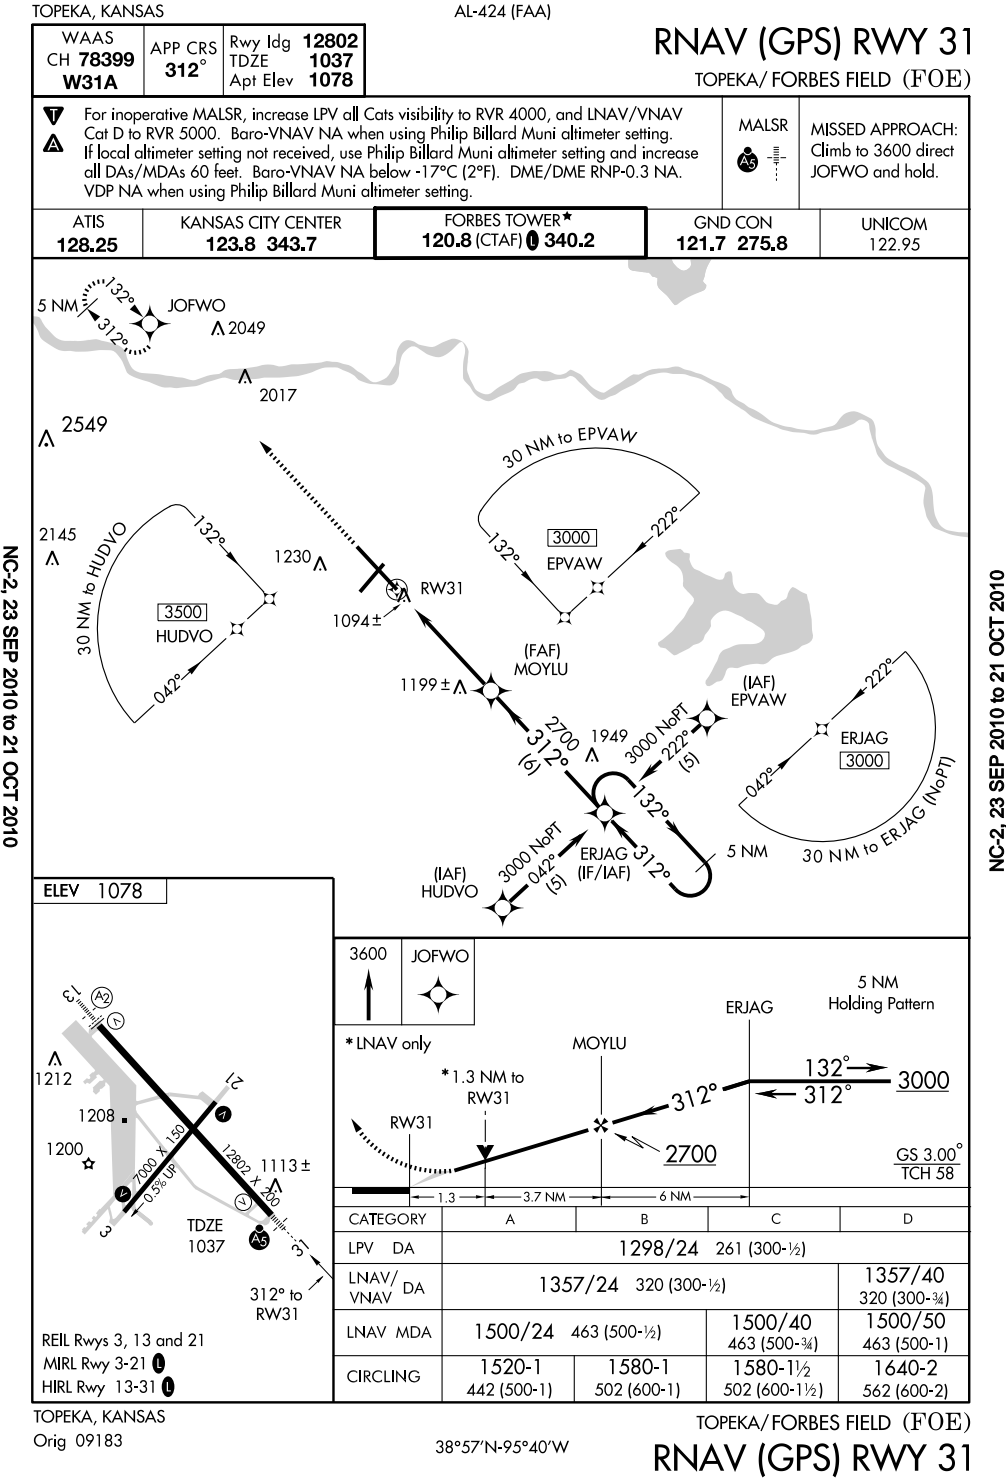 TOPEKA, KANSAS
AL-424 (FAA)
RNAV (GPS) RWY 31
TOPEKA/ FORBES FIELD (FOE)
WAAS
CH 78399
W31A
APP CRS
312°
Rwy ldg 12802
TDZE 1037
Apt Elev 1078
T
A
For inoperative MALSR, increase LPV all Cats visibility to RVR 4000, and LNAV/VNAV
Cat D to RVR 5000. Baro-VNAV NA when using Philip Billard Muni altimeter setting.
If local altimeter setting not received, use Philip Billard Muni altimeter setting and increase
all DAs/MDAs 60 feet. Baro-VNAV NA below -17°C (2°F). DME/DME RNP-0.3 NA.
VDP NA when using Philip Billard Muni altimeter setting.
MALSR
A5
MISSED APPROACH:
Climb to 3600 direct
JOFWO and hold.
ATIS
128.25
KANSAS CITY CENTER
123.8 343.7
FORBES TOWER★
120.8 (CTAF) L 340.2
GND CON
121.7 275.8
UNICOM
122.95
5 NM
132°
312°
JOFWO
2049
2017
2549
2145
30 NM to HUDVO
132°
3500
HUDVO
042°
1230
RW31
1094±
30 NM to EPVAW
222°
132°
3000
EPVAW
(FAF)
MOYLU
1199±
2700
312°
(6)
1949
3000 NoPT
222°
(5)
(IAF)
EPVAW
222°
ERJAG
3000
042°
30 NM to ERJAG (NoPT)
132°
312°
5 NM
ERJAG
(IF/IAF)
3000 NoPT
042°
(5)
(IAF)
HUDVO
NC-2, 23 SEP 2010 to 21 OCT 2010
NC-2, 23 SEP 2010 to 21 OCT 2010
ELEV 1078
13
A2
V
1212
21
1208
V
1200
7000 X 150
0.5% UP
12802 X 200
1113±
V
V
3
TDZE
1037
A5
31
312° to
RW31
REIL Rwys 3, 13 and 21
MIRL Rwy 3-21 L
HIRL Rwy 13-31 L
3600
JOFWO
*LNAV only
*1.3 NM to
RW31
RW31
MOYLU
ERJAG
5 NM
Holding Pattern
132°
312°
3000
312°
2700
GS 3.00°
TCH 58
1.3
3.7 NM
6 NM
CATEGORY A B C D
LPV DA 1298/24 261 (300-½)
LNAV/
VNAV DA 1357/24 320 (300-½) 1357/40
320 (300-¾)
LNAV MDA 1500/24 463 (500-½) 1500/40 1500/50
463 (500-¾) 463 (500-1)
CIRCLING 1520-1 1580-1 1580-1½ 1640-2
442 (500-1) 502 (600-1) 502 (600-1½) 562 (600-2)
TOPEKA, KANSAS
Orig 09183
38°57'N-95°40'W
TOPEKA/ FORBES FIELD (FOE)
RNAV (GPS) RWY 31